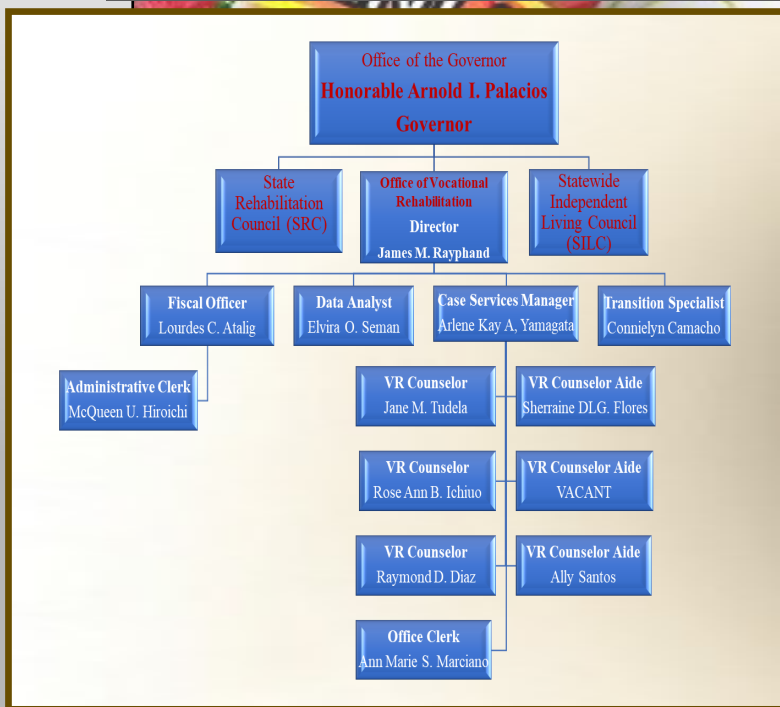 Office of the Governor
Honorable Arnold I. Palacios
Governor
State
Rehabilitation
Council (SRC)
Office of Vocational
Rehabilitation
Director
James M. Rayphand
Statewide
Independent
Living Council
(SILC)
Fiscal Officer
Lourdes C. Atalig
Data Analyst
Elvira O. Seman
Case Services Manager
Arlene Kay A, Yamagata
Transition Specialist
Connielyn Camacho
Administrative Clerk
McQueen U. Hiroichi
VR Counselor
Jane M. Tudela
VR Counselor Aide
Sherraine DLG. Flores
VR Counselor
Rose Ann B. Ichiuo
VR Counselor Aide
VACANT
VR Counselor
Raymond D. Diaz
VR Counselor Aide
Ally Santos
Office Clerk
Ann Marie S. Marciano